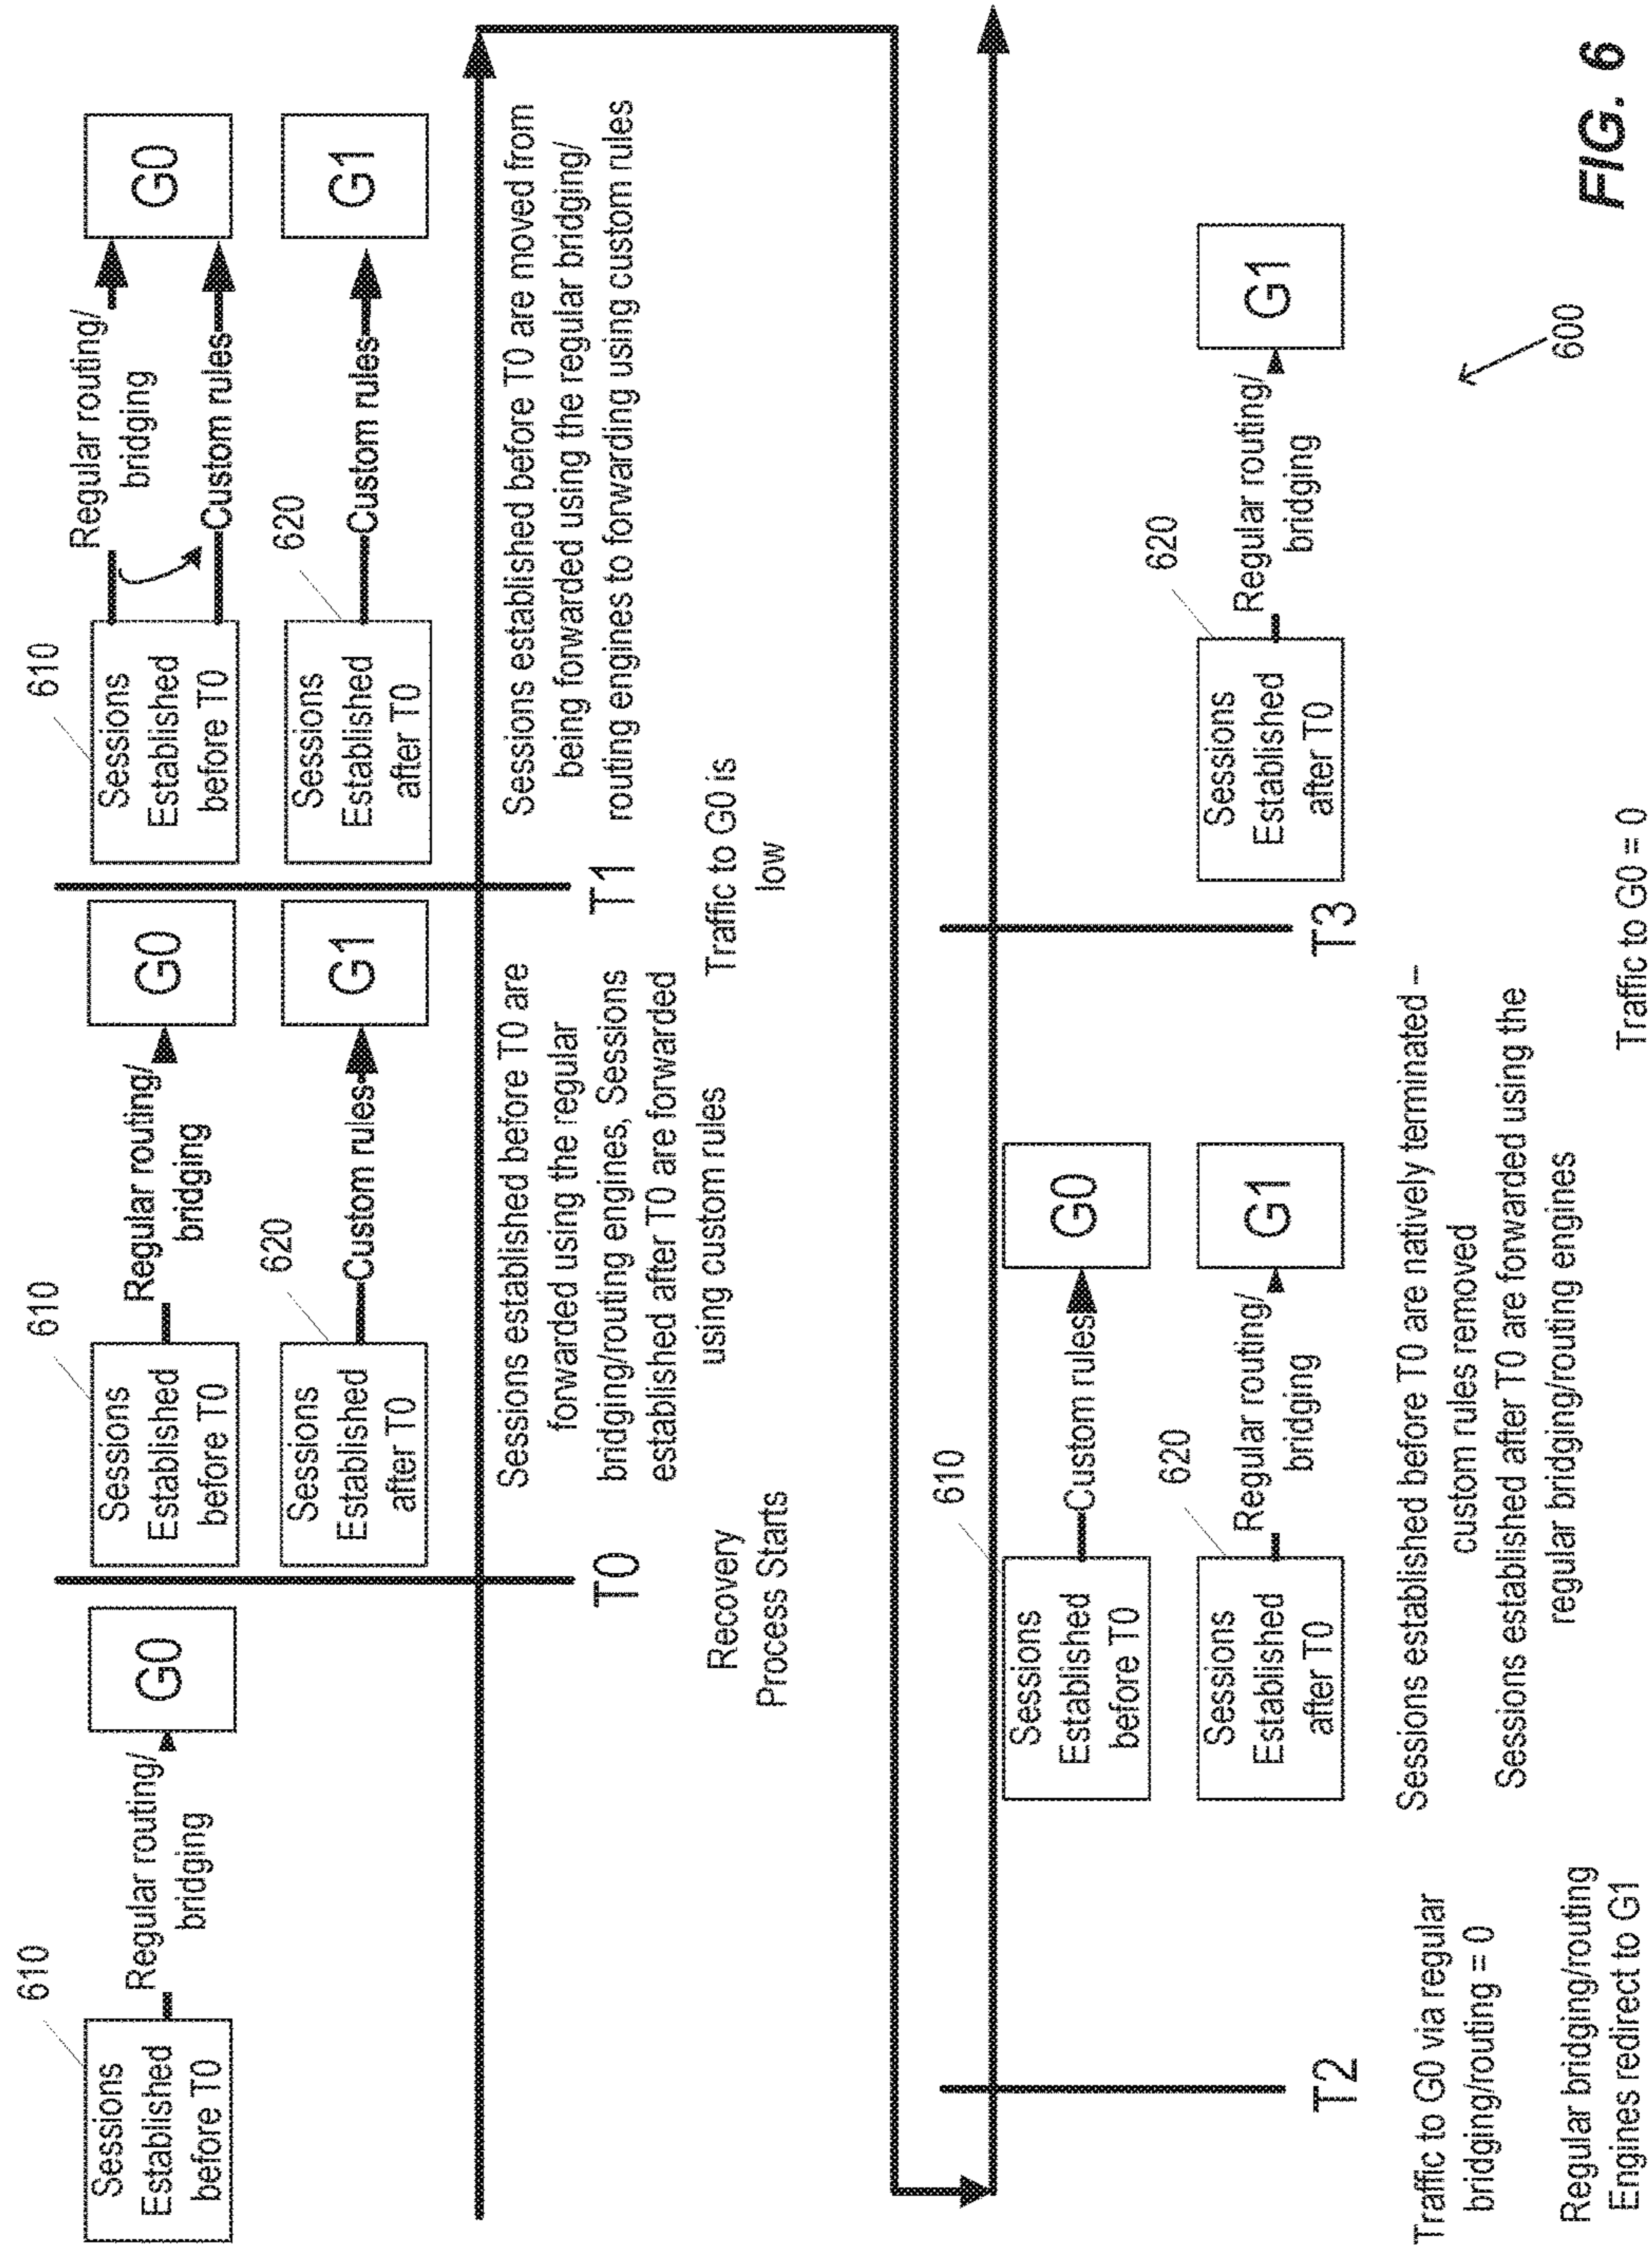 610
Sessions
Established
before T0
Regular routing/
bridging
G0
610
Sessions
Established
before T0
Regular routing/
bridging
G0
620
Sessions
Established
after T0
Custom rules
G1
610
Sessions
Established
before T0
Regular routing/
bridging
Custom rules
G0
620
Sessions
Established
after T0
Custom rules
G1
T0
Recovery
Process Starts
Sessions established before T0 are
forwarded using the regular
bridging/routing engines, Sessions
established after T0 are forwarded
using custom rules
T1
Traffic to G0 is
low
Sessions established before T0 are moved from
being forwarded using the regular bridging/
routing engines to forwarding using custom rules
T2
Traffic to G0 via regular
bridging/routing = 0
Regular bridging/routing
Engines redirect to G1
610
Sessions
Established
before T0
Custom rules
G0
620
Sessions
Established
after T0
Regular routing/
bridging
G1
Sessions established before T0 are natively terminated –
custom rules removed
Sessions established after T0 are forwarded using the
regular bridging/routing engines
T3
Traffic to G0 = 0
620
Sessions
Established
after T0
Regular routing/
bridging
G1
600
FIG. 6